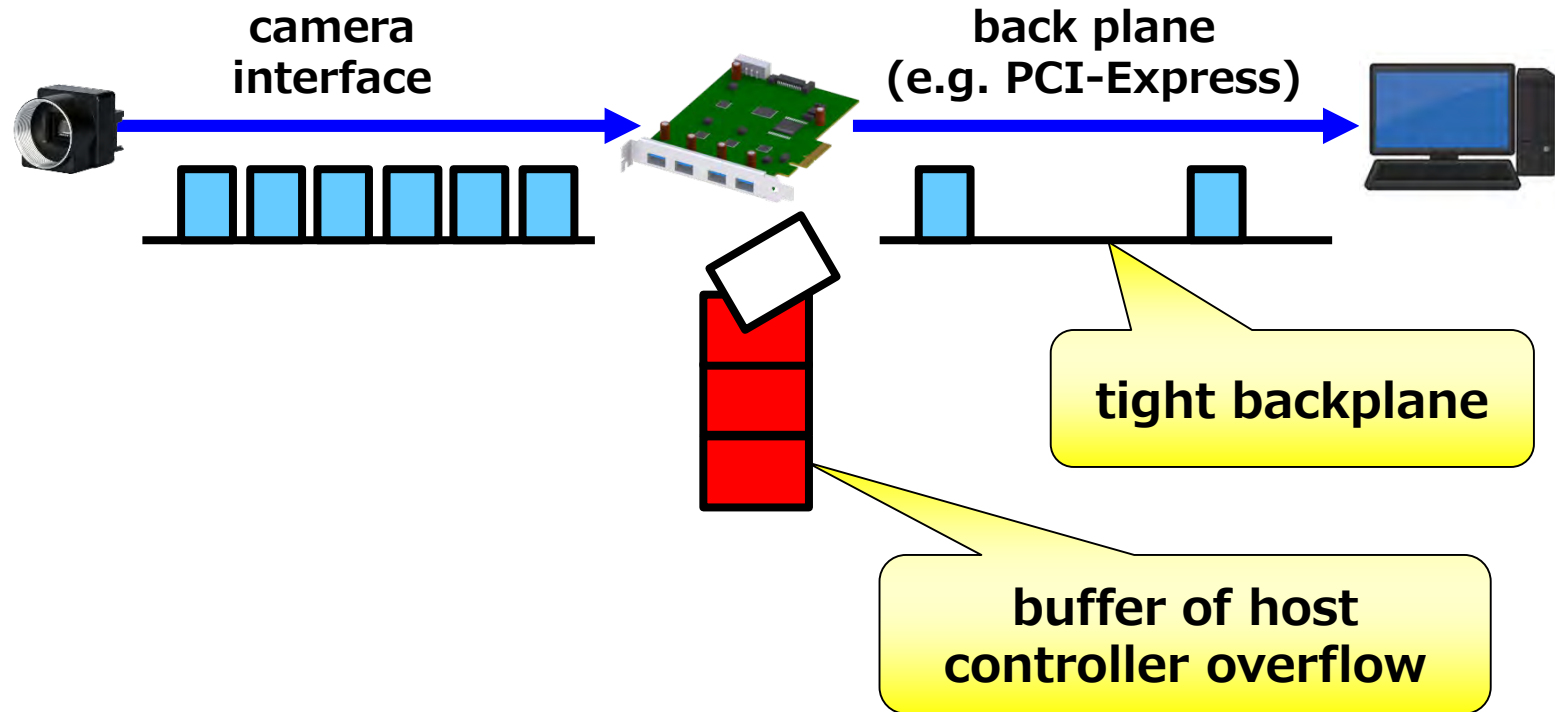 camera
interface
back plane
(e.g. PCI-Express)
tight backplane
buffer of host
controller overflow